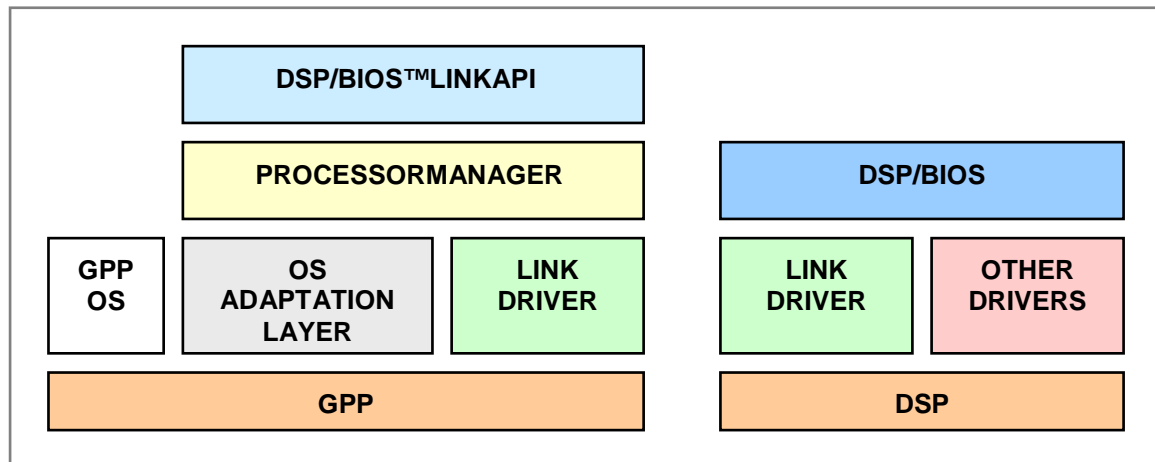 DSP/BIOS™LINKAPI
PROCESSORMANAGER
DSP/BIOS
GPP
OS
OS
ADAPTATION
LAYER
LINK
DRIVER
LINK
DRIVER
OTHER
DRIVERS
GPP
DSP